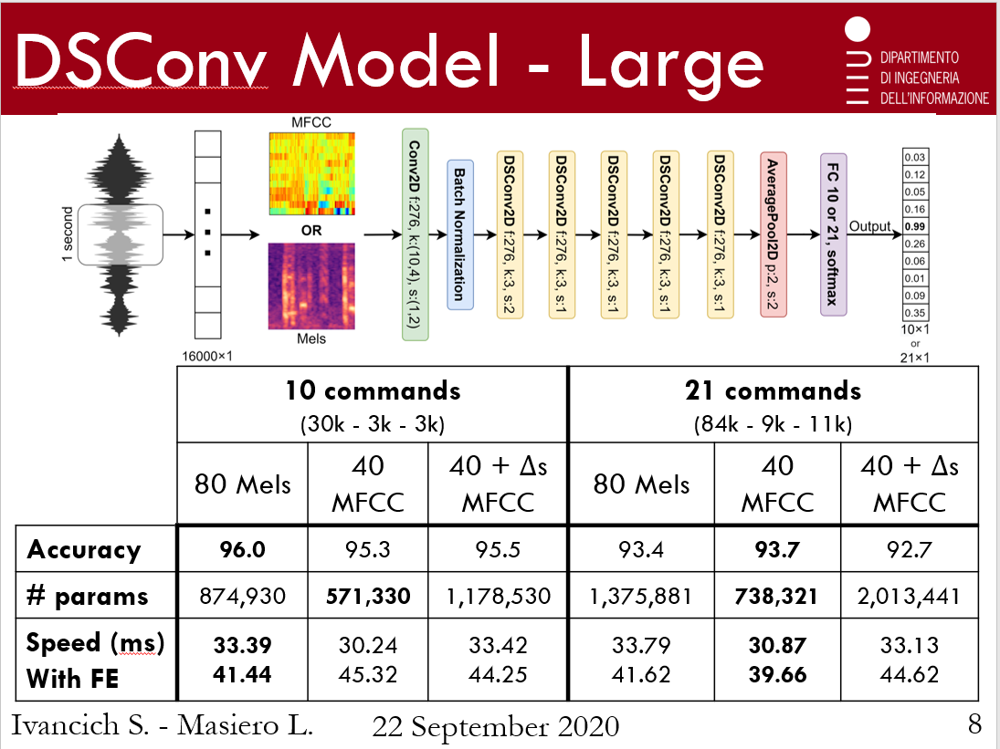 DSConv Model - Large
DIPARTIMENTO
DI INGEGNERIA
DELL'INFORMAZIONE
1 second
16000×1
MFCC
OR
Mels
Conv2D f:276, k:(10,4), s:(1,2)
Batch Normalization
DSConv2D f:276, k:3, s:2
DSConv2D f:276, k:3, s:1
DSConv2D f:276, k:3, s:1
DSConv2D f:276, k:3, s:1
DSConv2D f:276, k:3, s:1
AveragePool2D p:2, s:2
FC 10 or 21, softmax
Output
0.03
0.12
0.05
0.16
0.99
0.26
0.06
0.01
0.09
0.35
10×1
or
21×1
10 commands 21 commands
(30k - 3k - 3k) (84k - 9k - 11k)
80 Mels 40 MFCC 40 + Δs MFCC 80 Mels 40 MFCC 40 + Δs MFCC
Accuracy 96.0 95.3 95.5 93.4 93.7 92.7
# params 874,930 571,330 1,178,530 1,375,881 738,321 2,013,441
Speed (ms) 33.39 30.24 33.42 33.79 30.87 33.13
With FE 41.44 45.32 44.25 41.62 39.66 44.62
Ivancich S. - Masiero L. 22 September 2020 8